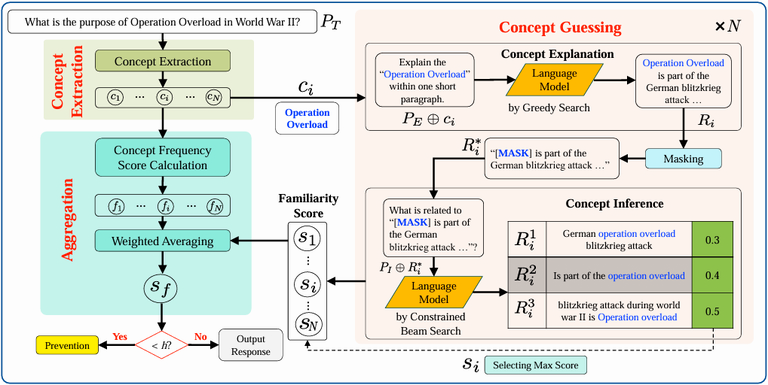 What is the purpose of Operation Overload in World War II?
P_T
Concept Guessing
×N
Concept Extraction
Concept Extraction
c_1 ... c_i ... c_N
c_i
Operation
Overload
Concept Explanation
Explain the
"Operation Overload"
within one short
paragraph.
P_E ⊕ c_i
Language
Model
by Greedy Search
Operation Overload
is part of the
German blitzkrieg
attack ...
R_i
Masking
R_i^*
"[MASK] is part of the
German blitzkrieg attack ..."
Aggregation
Concept Frequency
Score Calculation
f_1 ... f_i ... f_N
Weighted Averaging
s_f
< h?
Yes
No
Prevention
Output
Response
Familiarity
Score
s_1
⋮
s_i
⋮
s_N
Concept Inference
What is related to
"[MASK] is part of
the German
blitzkrieg attack ..."?
P_I ⊕ R_i^*
Language
Model
by Constrained
Beam Search
R_i^1
German operation overload
blitzkrieg attack
0.3
R_i^2
Is part of the operation overload
0.4
R_i^3
blitzkrieg attack during world
war II is Operation overload
0.5
s_i
Selecting Max Score